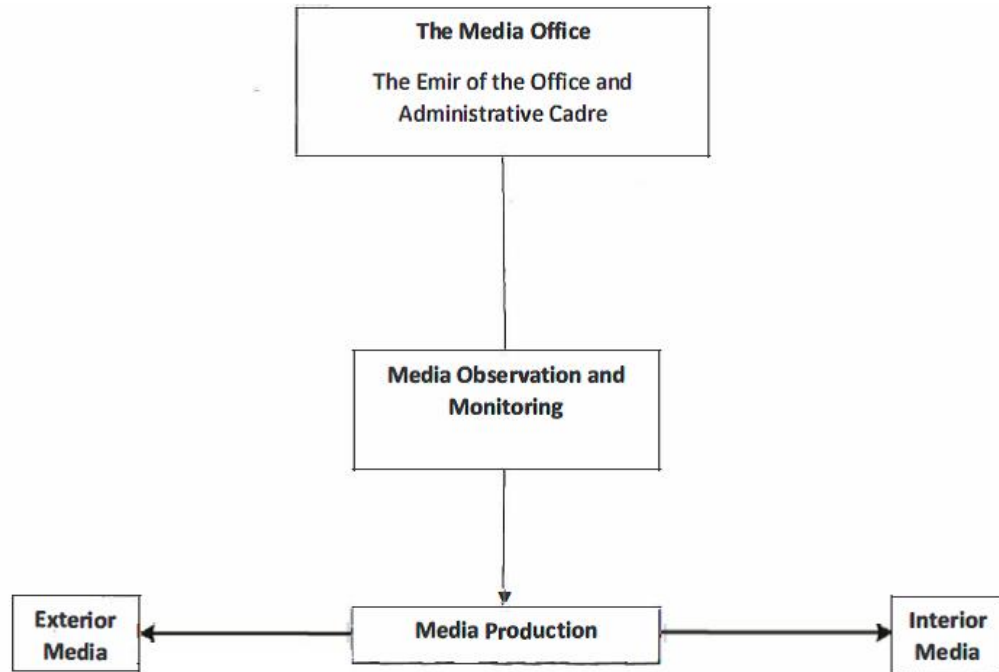 The Media Office
The Emir of the Office and
Administrative Cadre
Media Observation and
Monitoring
Exterior
Media
Media Production
Interior
Media